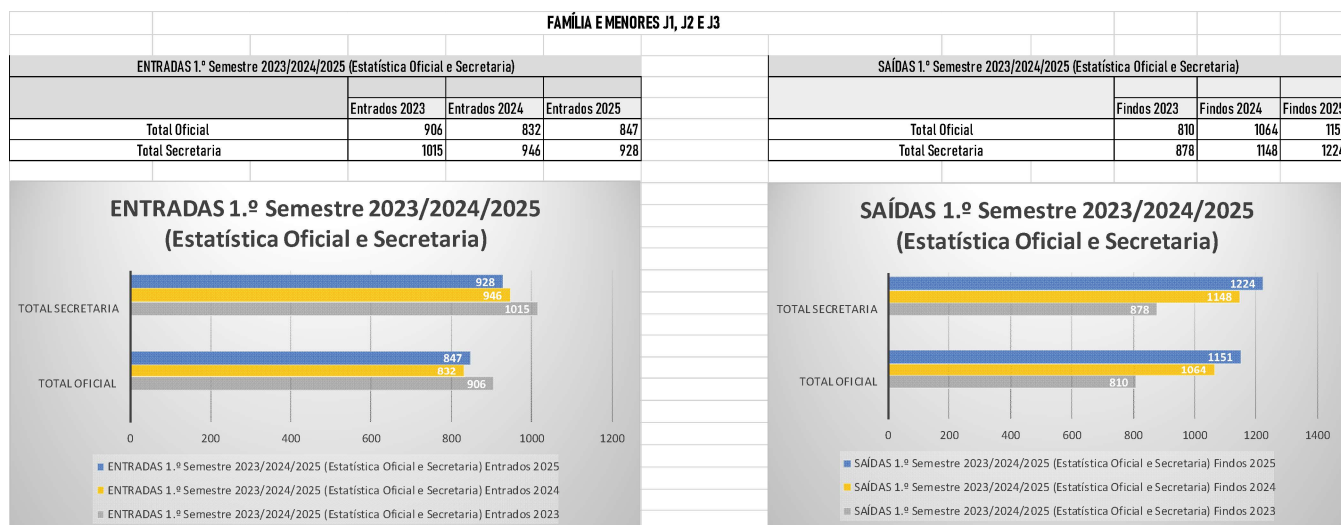 FAMÍLIA E MENORES J1, J2 E J3
ENTRADAS 1.º Semestre 2023/2024/2025 (Estatística Oficial e Secretaria)
Entrados 2023 Entrados 2024 Entrados 2025
Total Oficial 906 832 847
Total Secretaria 1015 946 928
SAÍDAS 1.º Semestre 2023/2024/2025 (Estatística Oficial e Secretaria)
Findos 2023 Findos 2024 Findos 2025
Total Oficial 810 1064 115
Total Secretaria 878 1148 1224
ENTRADAS 1.º Semestre 2023/2024/2025
(Estatística Oficial e Secretaria)
928
946
TOTAL SECRETARIA 1015
847
832
TOTAL OFICIAL 906
0 200 400 600 800 1000 1200
ENTRADAS 1.º Semestre 2023/2024/2025 (Estatística Oficial e Secretaria) Entrados 2025
ENTRADAS 1.º Semestre 2023/2024/2025 (Estatística Oficial e Secretaria) Entrados 2024
ENTRADAS 1.º Semestre 2023/2024/2025 (Estatística Oficial e Secretaria) Entrados 2023
SAÍDAS 1.º Semestre 2023/2024/2025
(Estatística Oficial e Secretaria)
1224
1148
TOTAL SECRETARIA 878
1151
1064
TOTAL OFICIAL 810
0 200 400 600 800 1000 1200 1400
SAÍDAS 1.º Semestre 2023/2024/2025 (Estatística Oficial e Secretaria) Findos 2025
SAÍDAS 1.º Semestre 2023/2024/2025 (Estatística Oficial e Secretaria) Findos 2024
SAÍDAS 1.º Semestre 2023/2024/2025 (Estatística Oficial e Secretaria) Findos 2023